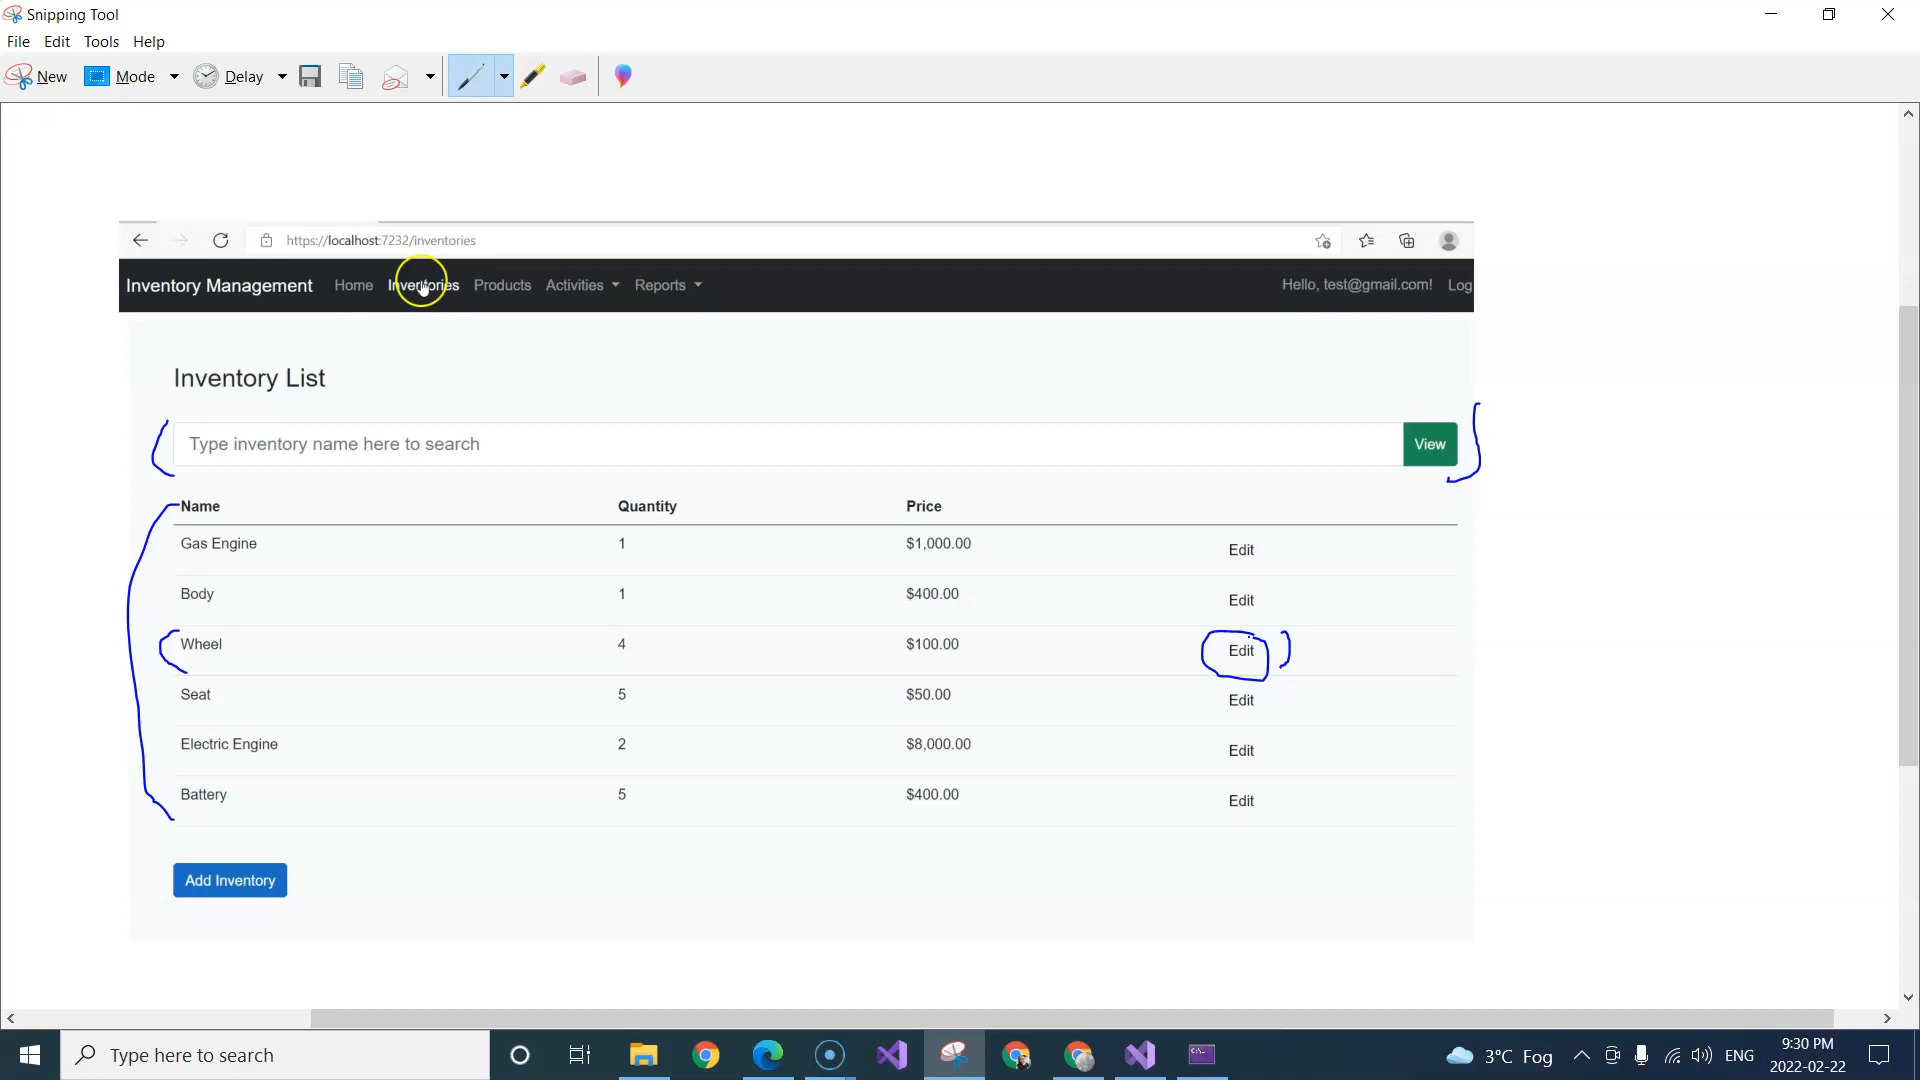 Snipping Tool
File Edit Tools Help
New Mode Delay
https://localhost:7232/inventories
Inventory Management Home Inventories Products Activities Reports Hello, test@gmail.com! Log
Inventory List
Type inventory name here to search View
Name Quantity Price
Gas Engine 1 $1,000.00 Edit
Body 1 $400.00 Edit
Wheel 4 $100.00 Edit
Seat 5 $50.00 Edit
Electric Engine 2 $8,000.00 Edit
Battery 5 $400.00 Edit
Add Inventory
Type here to search 3°C Fog ENG 9:30 PM
2022-02-22